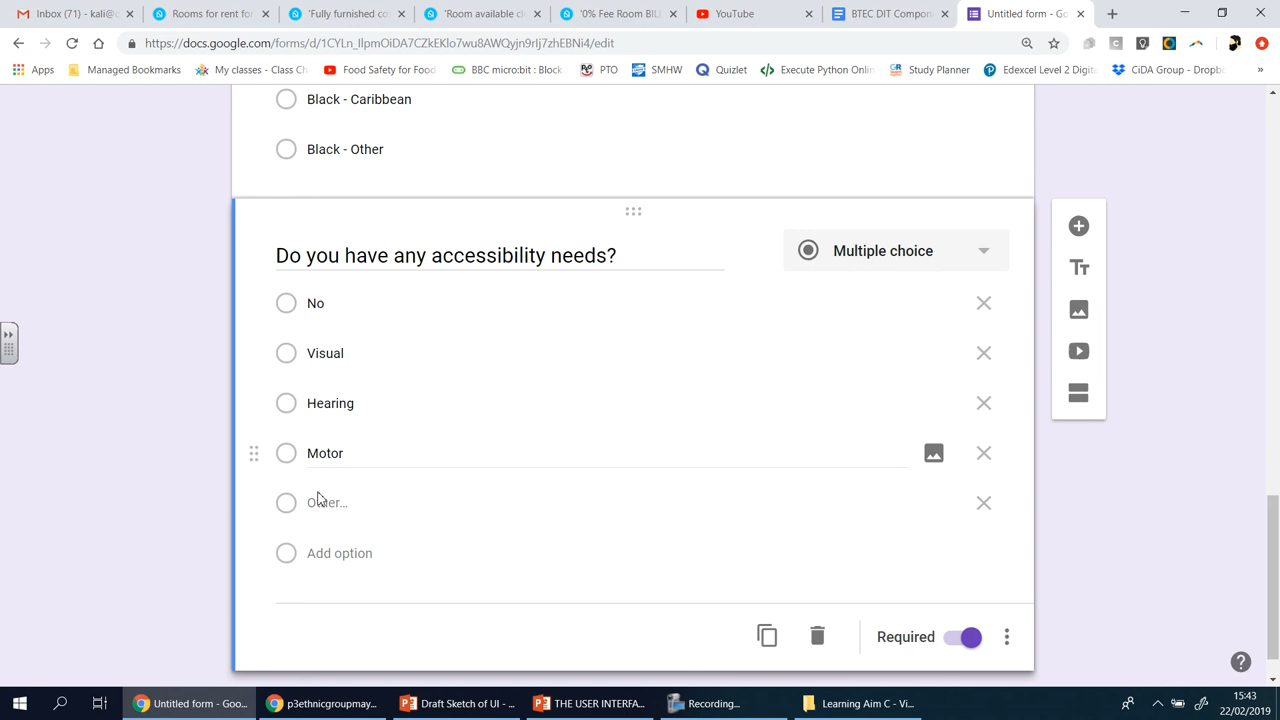 Inbox (71) - kali@c
Rooms for rent fo
'Fully furnished co
'Room available cl
'0% Fee Room BIL
YouTube
BTEC DIT Compon
Untitled form - Goo
https://docs.google.com/forms/d/1CYLn_IlpmOiDA7CZkEKlo7wu8AWQyjn9rIj7zhEBNi4/edit
Apps
Managed Bookmarks
My classes - Class Ch
Food Safety for Food
BBC micro:bit : Block
PTO
SMHW
Quizlet
Execute Python Onlin
Study Planner
Edexcel Level 2 Digita
CiDA Group - Dropbo
Black - Caribbean
Black - Other
Do you have any accessibility needs?
Multiple choice
No
Visual
Hearing
Motor
Other...
Add option
Required
Untitled form - Goo...
p3ethnicgroupmay...
Draft Sketch of UI - ...
THE USER INTERFA...
Recording...
Learning Aim C - Vi...
15:43
22/02/2019